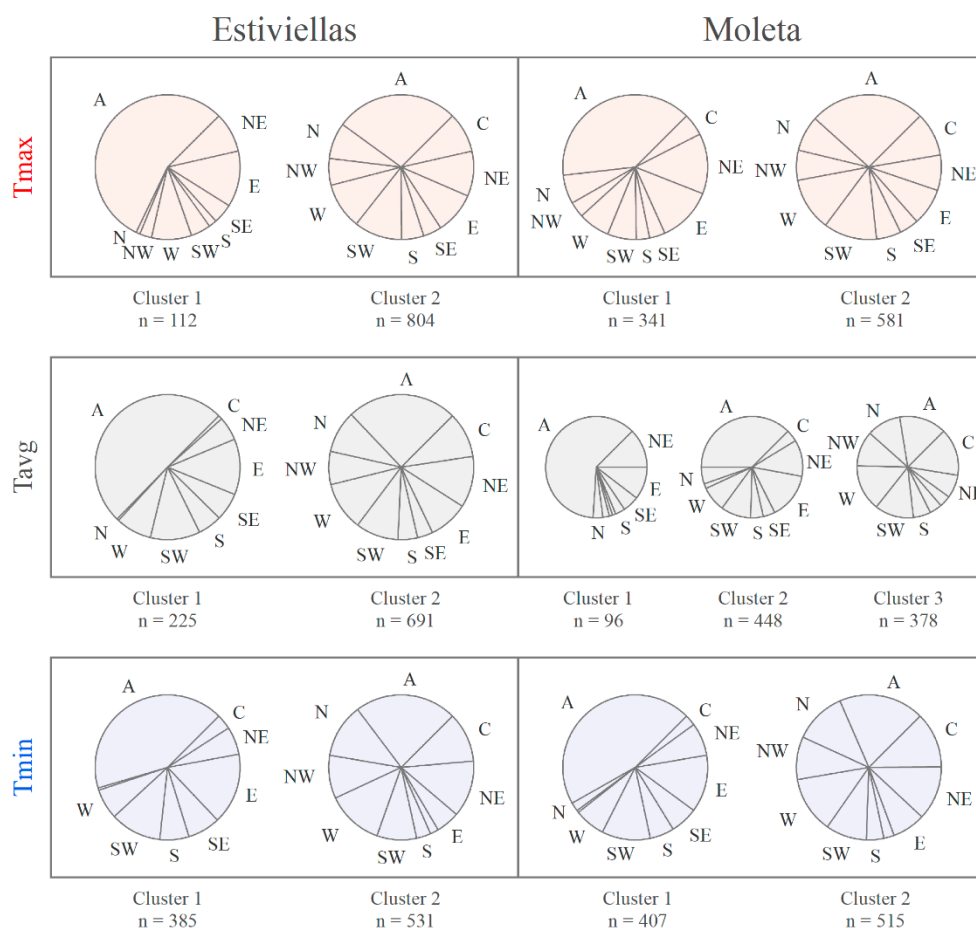 Estiviellas
Moleta
Tmax
A
NE
E
SE
S
SW
W
NW
N
Cluster 1
n = 112
A
C
NE
E
SE
S
SW
W
NW
N
Cluster 2
n = 804
A
C
NE
E
SE
S
SW
W
NW
N
Cluster 1
n = 341
A
C
NE
E
SE
S
SW
W
NW
N
Cluster 2
n = 581
Tavg
A
C
NE
E
SE
S
SW
W
N
Cluster 1
n = 225
A
C
NE
E
SE
S
SW
W
NW
N
Cluster 2
n = 691
A
NE
E
SE
S
N
Cluster 1
n = 96
A
C
NE
E
SE
S
SW
W
N
Cluster 2
n = 448
A
C
NE
S
SW
W
NW
N
Cluster 3
n = 378
Tmin
A
C
NE
E
SE
S
SW
W
Cluster 1
n = 385
A
C
NE
E
S
SW
W
NW
N
Cluster 2
n = 531
A
C
NE
E
SE
S
SW
W
N
Cluster 1
n = 407
A
C
NE
E
S
SW
W
NW
N
Cluster 2
n = 515